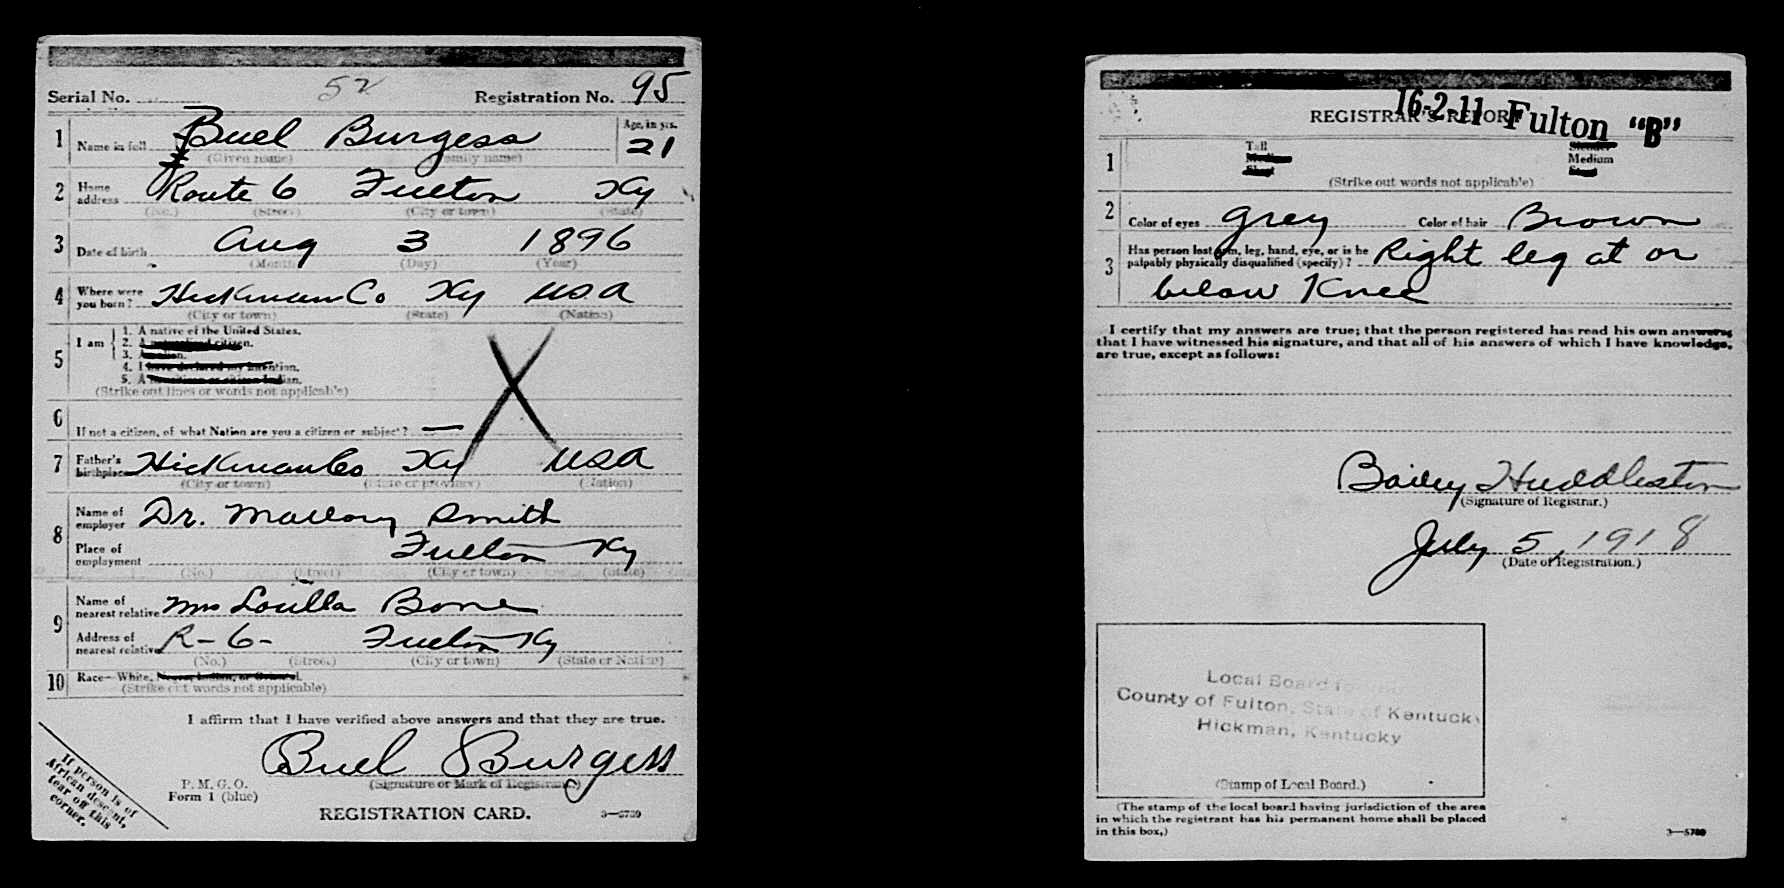 Serial No. 52 Registration No. 95
1 Name in full Buel Burgess Age, in yrs. 21
(Given name) (Family name)
2 Home address Route 6 Fulton Ky
(No.) (Street) (City or town) (State)
3 Date of birth Aug 3 1896
(Month) (Day) (Year)
4 Where were you born? Hickman Co Ky USA
(City or town) (State) (Nation)
5 I am
1. A native of the United States.
2. A naturalized citizen.
3. An alien.
4. I have declared my intention.
5. A noncitizen or citizen Indian.
(Strike out lines or words not applicable)
X
6 If not a citizen, of what Nation are you a citizen or subject? —
7 Father's birthplace Hickman Co Ky USA
(City or town) (State or province) (Nation)
8 Name of employer Dr. Mallory Smith
Place of employment Fulton Ky
(No.) (Street) (City or town) (State)
9 Name of nearest relative Mrs Louilla Bone
Address of nearest relative R-6- Fulton Ky
(No.) (Street) (City or town) (State or Nation)
10 Race—White, Negro, Indian, or Oriental.
(Strike out words not applicable)
I affirm that I have verified above answers and that they are true.
Buel Burgess
P. M. G. O. (Signature or Mark of Registrant.)
Form 1 (blue)
REGISTRATION CARD. 3—5739
If person is of
African descent,
tear off this
corner.
REGISTRAR'S REPORT
16-2-11 Fulton "B"
1 Tall Slender
Medium Medium
Short Stout
(Strike out words not applicable)
2 Color of eyes Grey Color of hair Brown
3 Has person lost arm, leg, hand, eye, or is he
palpably physically disqualified (specify)? Right leg at or
below Knee
I certify that my answers are true; that the person registered has read his own answers;
that I have witnessed his signature, and that all of his answers of which I have knowledge,
are true, except as follows:
Bailey Huddleston
(Signature of Registrar.)
July 5, 1918
(Date of Registration.)
Local Board for the
County of Fulton, State of Kentucky
Hickman, Kentucky
(Stamp of Local Board.)
(The stamp of the local board having jurisdiction of the area
in which the registrant has his permanent home shall be placed
in this box.)
3—5739